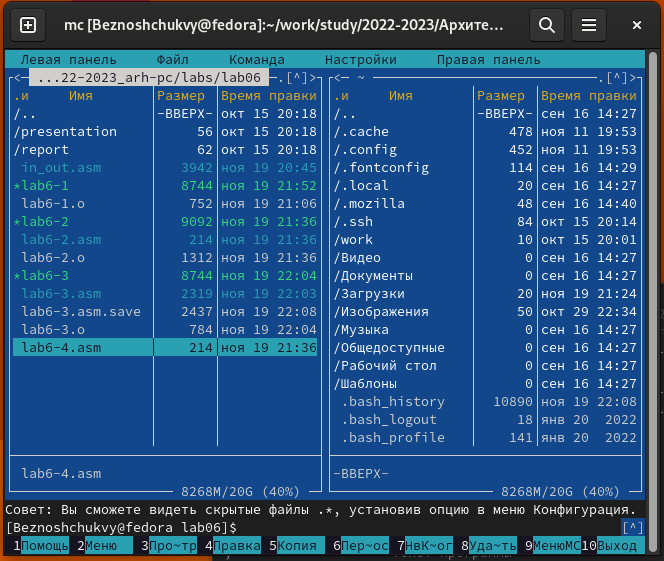 mc [Beznoshchukvy@fedora]:~/work/study/2022-2023/Архите…
Левая панель Файл Команда Настройки Правая панель
<─ ...22-2023_arh-pc/labs/lab06 ─.[^]>
.и Имя Размер Время правки
/.. -ВВЕРХ- окт 15 20:18
/presentation 56 окт 15 20:18
/report 62 окт 15 20:18
in_out.asm 3942 ноя 19 20:45
*lab6-1 8744 ноя 19 21:52
lab6-1.o 752 ноя 19 21:06
*lab6-2 9092 ноя 19 21:36
lab6-2.asm 214 ноя 19 21:36
lab6-2.o 1312 ноя 19 21:36
*lab6-3 8744 ноя 19 22:04
lab6-3.asm 2319 ноя 19 22:03
lab6-3.asm.save 2437 ноя 19 22:08
lab6-3.o 784 ноя 19 22:04
lab6-4.asm 214 ноя 19 21:36
lab6-4.asm
8268M/20G (40%)
<─ ~ ─.[^]>
.и Имя Размер Время правки
/.. -ВВЕРХ- сен 16 14:27
/.cache 478 ноя 11 19:53
/.config 452 ноя 11 19:53
/.fontconfig 114 сен 16 14:29
/.local 20 сен 16 14:27
/.mozilla 48 сен 16 14:40
/.ssh 84 окт 15 20:14
/work 10 окт 15 20:01
/Видео 0 сен 16 14:27
/Документы 0 сен 16 14:27
/Загрузки 20 ноя 19 21:24
/Изображения 50 окт 29 22:34
/Музыка 0 сен 16 14:27
/Общедоступные 0 сен 16 14:27
/Рабочий стол 0 сен 16 14:27
/Шаблоны 0 сен 16 14:27
.bash_history 10890 ноя 19 22:08
.bash_logout 18 янв 20 2022
.bash_profile 141 янв 20 2022
-ВВЕРХ-
8268M/20G (40%)
Совет: Вы сможете видеть скрытые файлы .*, установив опцию в меню Конфигурация.
[Beznoshchukvy@fedora lab06]$ [^]
1Помощь 2Меню 3Про~тр 4Правка 5Копия 6Пер~ос 7НвК~ог 8Уда~ть 9МенюМС 10Выход